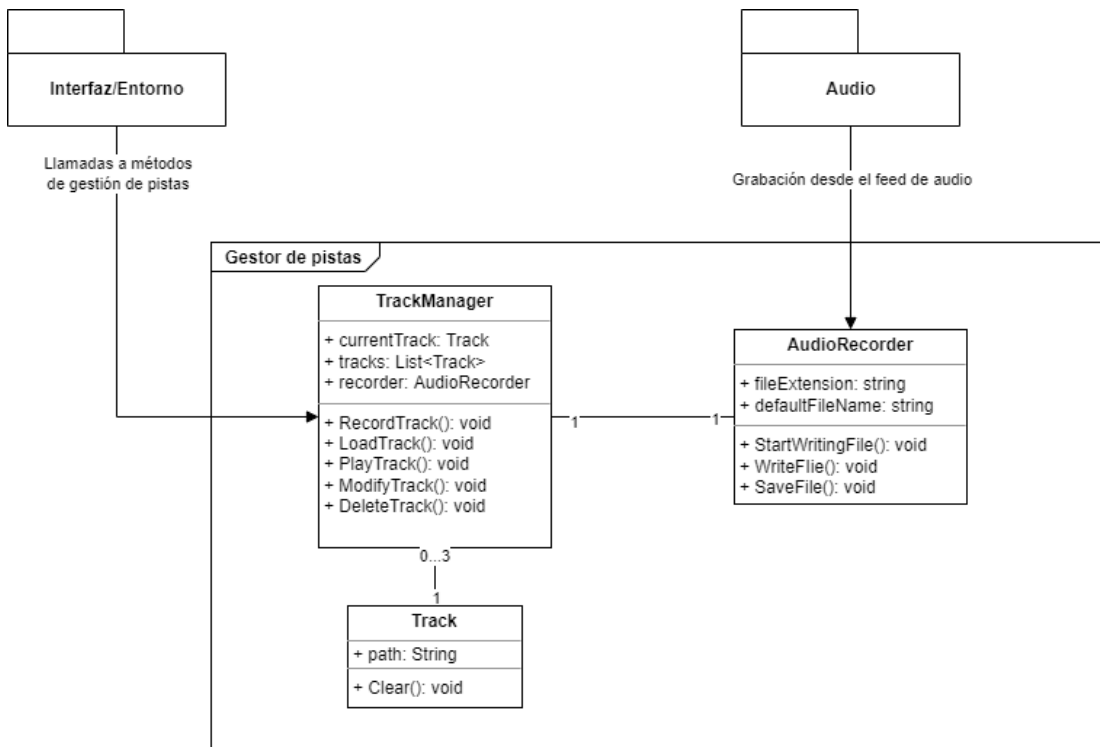 Interfaz/Entorno
Audio
Llamadas a métodos
de gestión de pistas
Grabación desde el feed de audio
Gestor de pistas
TrackManager
+ currentTrack: Track
+ tracks: List<Track>
+ recorder: AudioRecorder
+ RecordTrack(): void
+ LoadTrack(): void
+ PlayTrack(): void
+ ModifyTrack(): void
+ DeleteTrack(): void
1
1
AudioRecorder
+ fileExtension: string
+ defaultFileName: string
+ StartWritingFile(): void
+ WriteFlie(): void
+ SaveFile(): void
0...3
1
Track
+ path: String
+ Clear(): void